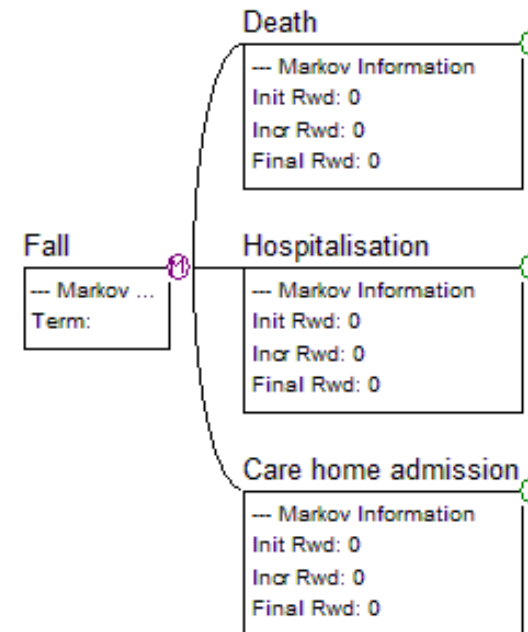 Death
--- Markov Information
Init Rwd: 0
Incr Rwd: 0
Final Rwd: 0
Fall
M
--- Markov ...
Term:
Hospitalisation
--- Markov Information
Init Rwd: 0
Incr Rwd: 0
Final Rwd: 0
Care home admission
--- Markov Information
Init Rwd: 0
Incr Rwd: 0
Final Rwd: 0